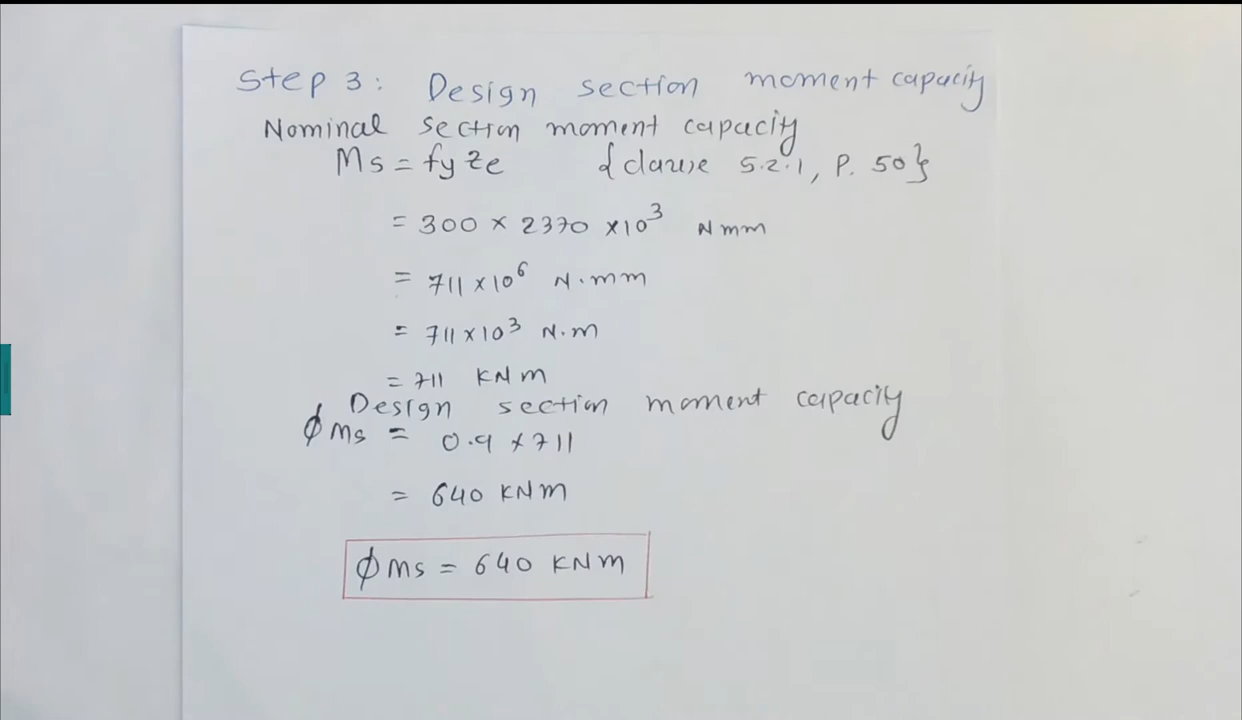 Step 3: Design section moment capacity
Nominal section moment capacity
Ms = fy Ze {clause 5.2.1, P. 50}
= 300 × 2370 × 10³ Nmm
= 711 × 10⁶ N.mm
= 711 × 10³ N.m
= 711 KNm
Design section moment capacity
ϕMs = 0.9 × 711
= 640 KNm
ϕMs = 640 KNm